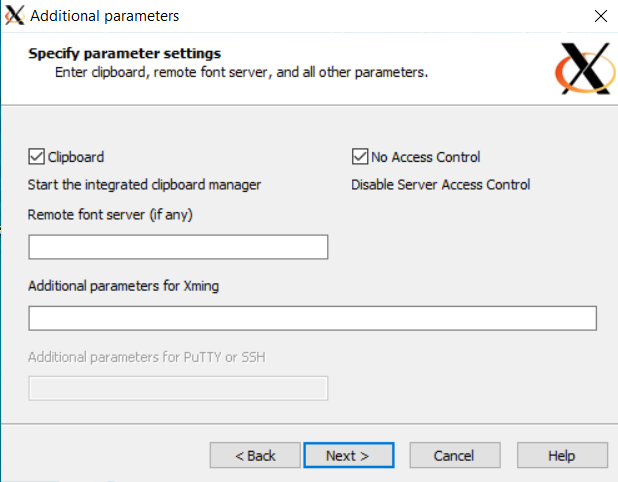 Additional parameters
Specify parameter settings
Enter clipboard, remote font server, and all other parameters.
Clipboard
No Access Control
Start the integrated clipboard manager
Disable Server Access Control
Remote font server (if any)
Additional parameters for Xming
Additional parameters for PuTTY or SSH
< Back
Next >
Cancel
Help